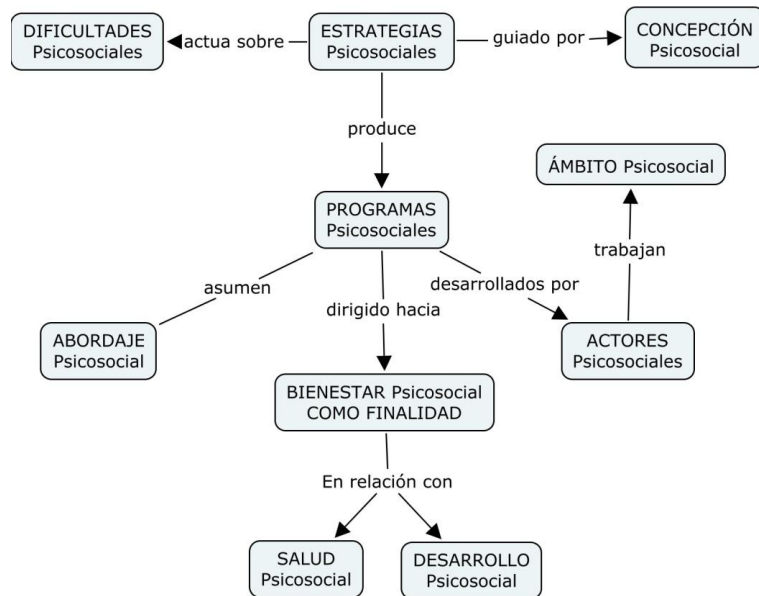 DIFICULTADES
Psicosociales
actua sobre
ESTRATEGIAS
Psicosociales
guiado por
CONCEPCIÓN
Psicosocial
produce
ÁMBITO Psicosocial
PROGRAMAS
Psicosociales
trabajan
asumen
dirigido hacia
desarrollados por
ABORDAJE
Psicosocial
ACTORES
Psicosociales
BIENESTAR Psicosocial
COMO FINALIDAD
En relación con
SALUD
Psicosocial
DESARROLLO
Psicosocial